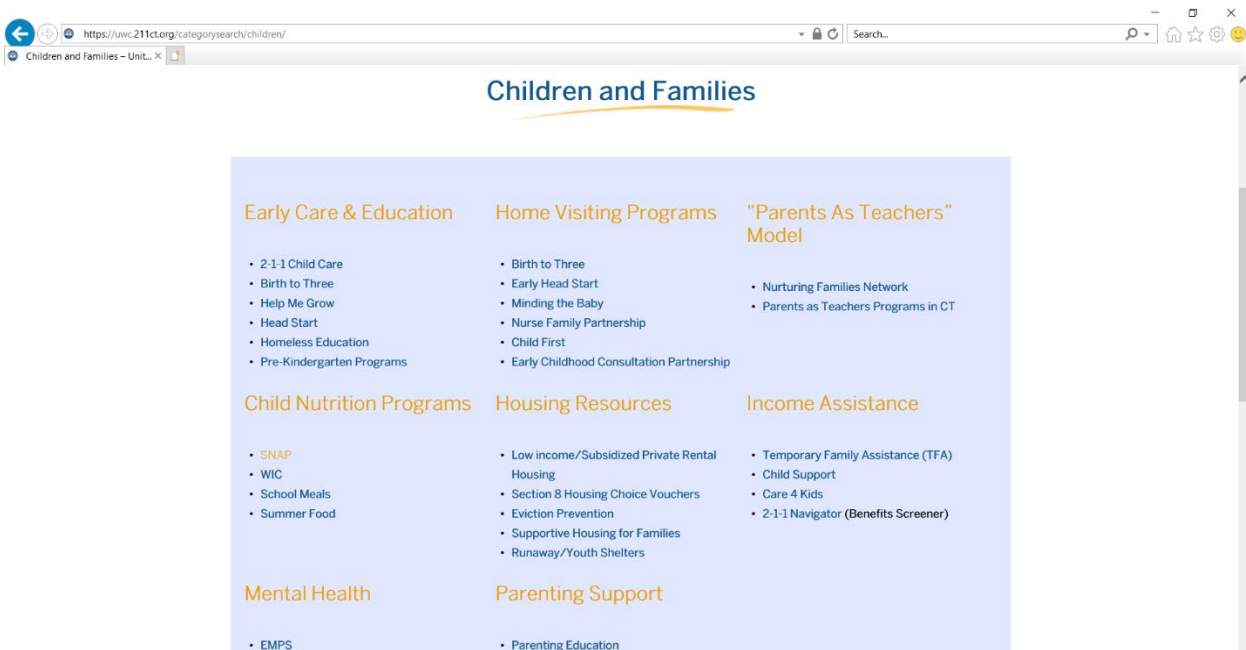 https://uwc.211ct.org/categorysearch/children/
Search...
Children and Families – Unit...
Children and Families
Early Care & Education
• 2-1-1 Child Care
• Birth to Three
• Help Me Grow
• Head Start
• Homeless Education
• Pre-Kindergarten Programs
Home Visiting Programs
• Birth to Three
• Early Head Start
• Minding the Baby
• Nurse Family Partnership
• Child First
• Early Childhood Consultation Partnership
“Parents As Teachers”
Model
• Nurturing Families Network
• Parents as Teachers Programs in CT
Child Nutrition Programs
• SNAP
• WIC
• School Meals
• Summer Food
Housing Resources
• Low income/Subsidized Private Rental
Housing
• Section 8 Housing Choice Vouchers
• Eviction Prevention
• Supportive Housing for Families
• Runaway/Youth Shelters
Income Assistance
• Temporary Family Assistance (TFA)
• Child Support
• Care 4 Kids
• 2-1-1 Navigator (Benefits Screener)
Mental Health
• EMPS
Parenting Support
• Parenting Education